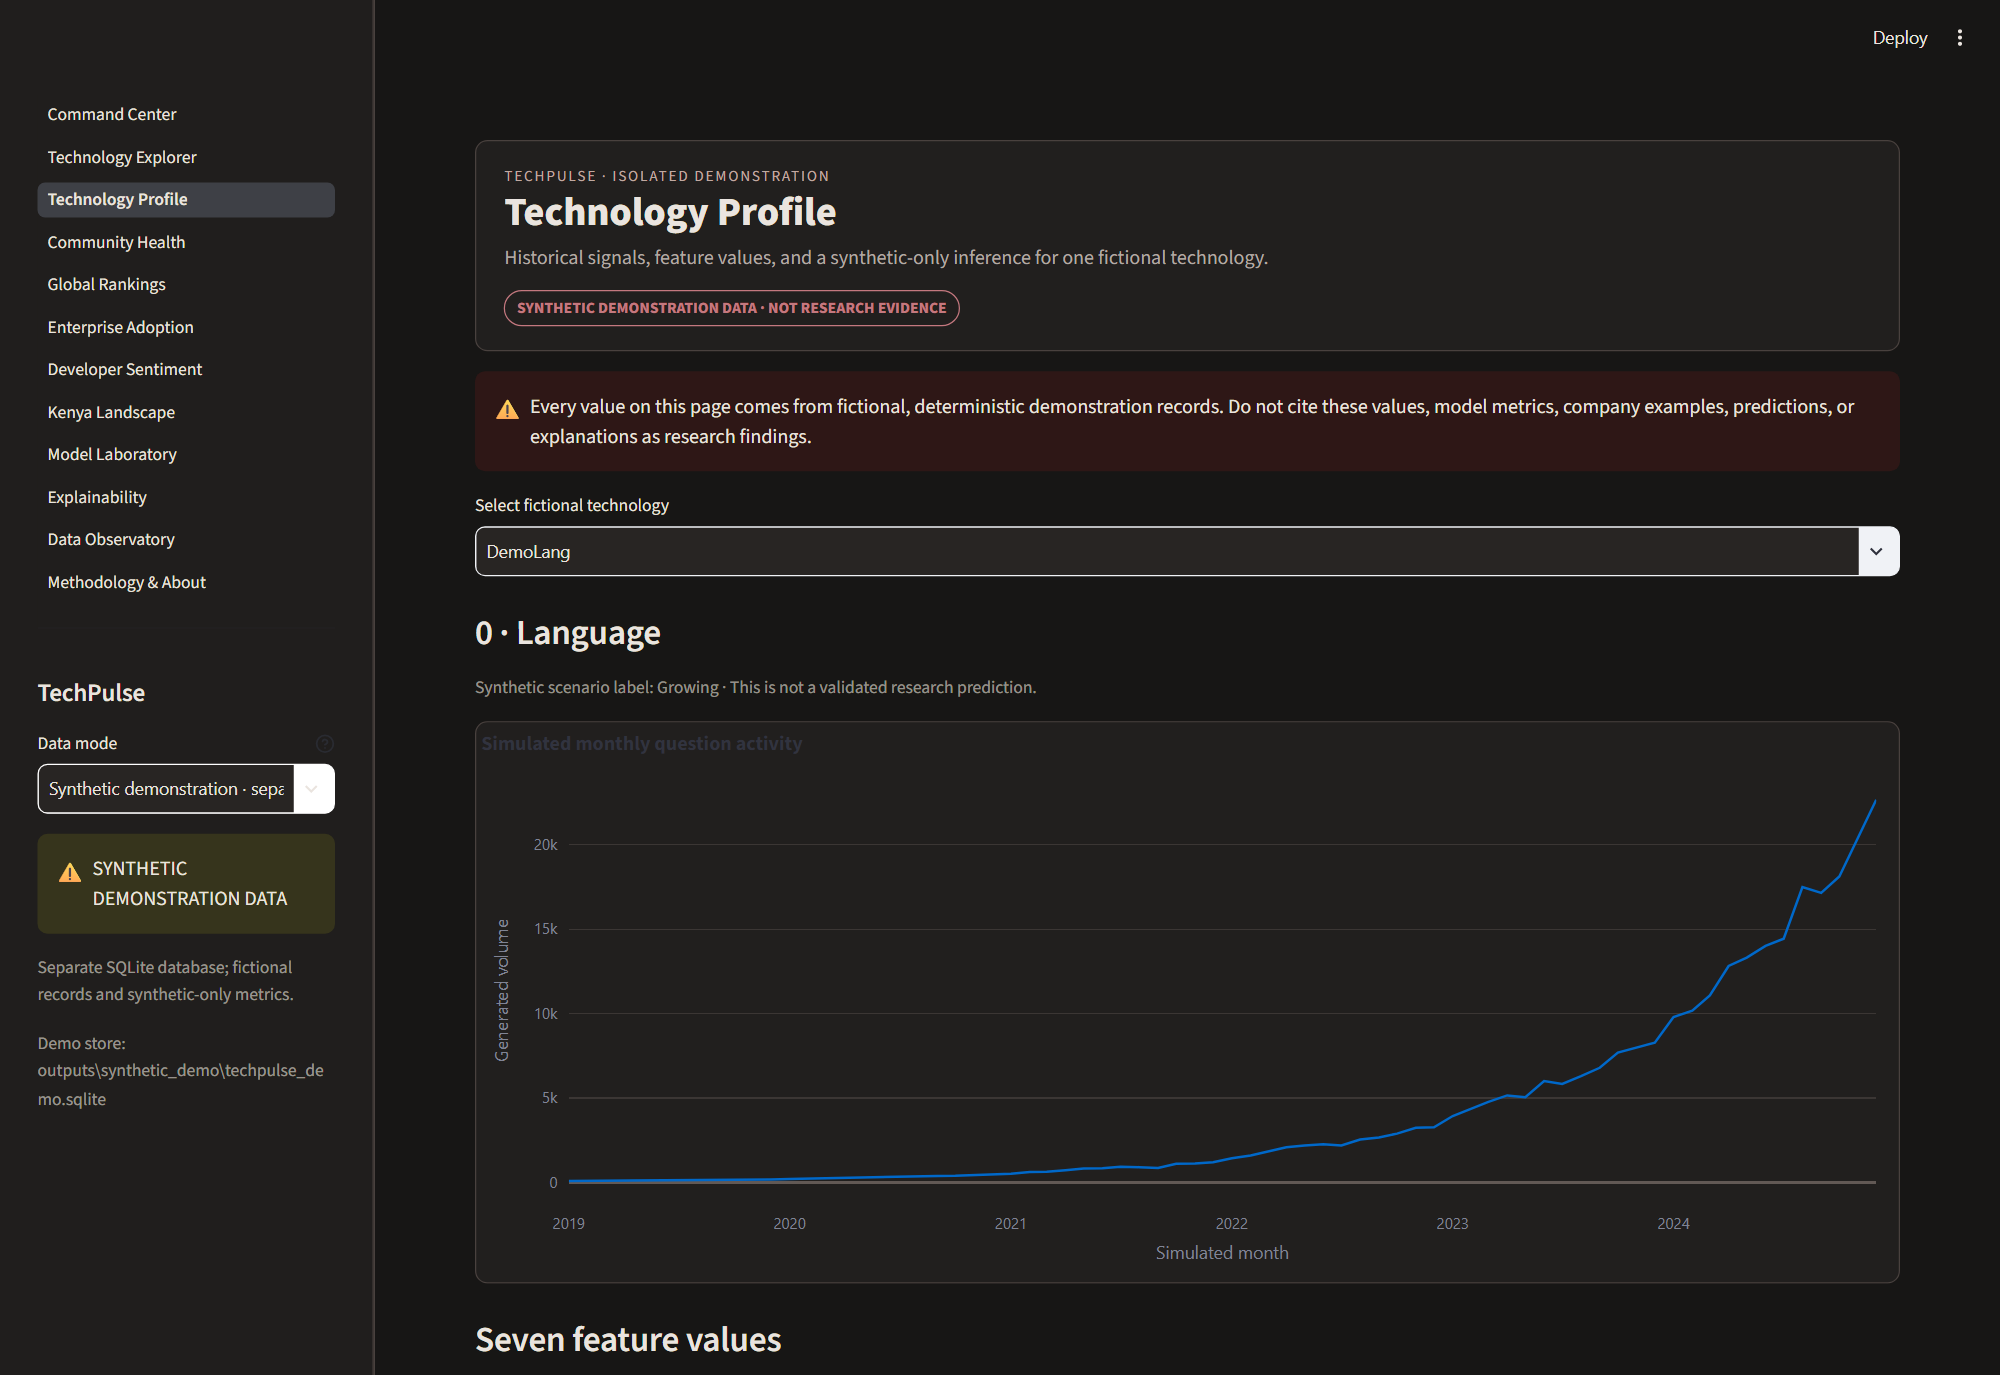 Deploy
Command Center
Technology Explorer
Technology Profile
Community Health
Global Rankings
Enterprise Adoption
Developer Sentiment
Kenya Landscape
Model Laboratory
Explainability
Data Observatory
Methodology & About
TechPulse
Data mode
Synthetic demonstration · sepa
SYNTHETIC
DEMONSTRATION DATA
Separate SQLite database; fictional
records and synthetic-only metrics.
Demo store:
outputs\synthetic_demo\techpulse_de
mo.sqlite
TECHPULSE · ISOLATED DEMONSTRATION
Technology Profile
Historical signals, feature values, and a synthetic-only inference for one fictional technology.
SYNTHETIC DEMONSTRATION DATA · NOT RESEARCH EVIDENCE
Every value on this page comes from fictional, deterministic demonstration records. Do not cite these values, model metrics, company examples, predictions, or
explanations as research findings.
Select fictional technology
DemoLang
0 · Language
Synthetic scenario label: Growing · This is not a validated research prediction.
Simulated monthly question activity
Generated volume
20k
15k
10k
5k
0
2019
2020
2021
2022
2023
2024
Simulated month
Seven feature values